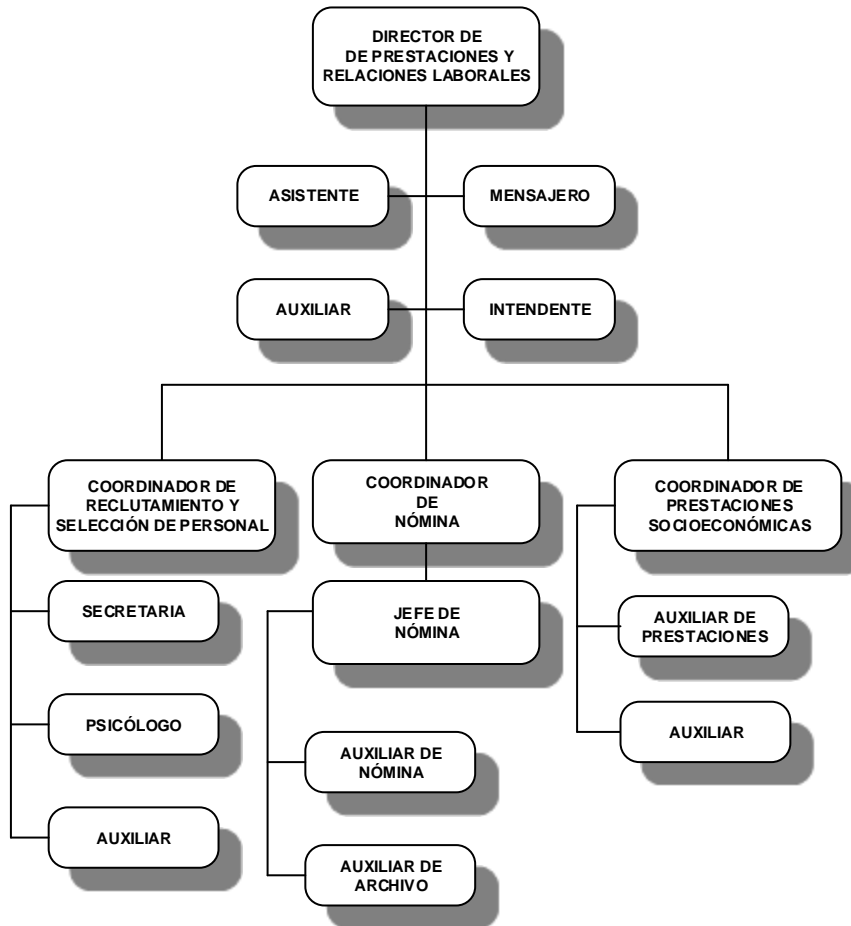 DIRECTOR DE
DE PRESTACIONES Y
RELACIONES LABORALES
ASISTENTE
MENSAJERO
AUXILIAR
INTENDENTE
COORDINADOR DE
RECLUTAMIENTO Y
SELECCIÓN DE PERSONAL
COORDINADOR
DE
NÓMINA
COORDINADOR DE
PRESTACIONES
SOCIOECONÓMICAS
SECRETARIA
PSICÓLOGO
AUXILIAR
JEFE DE
NÓMINA
AUXILIAR DE
NÓMINA
AUXILIAR DE
ARCHIVO
AUXILIAR DE
PRESTACIONES
AUXILIAR